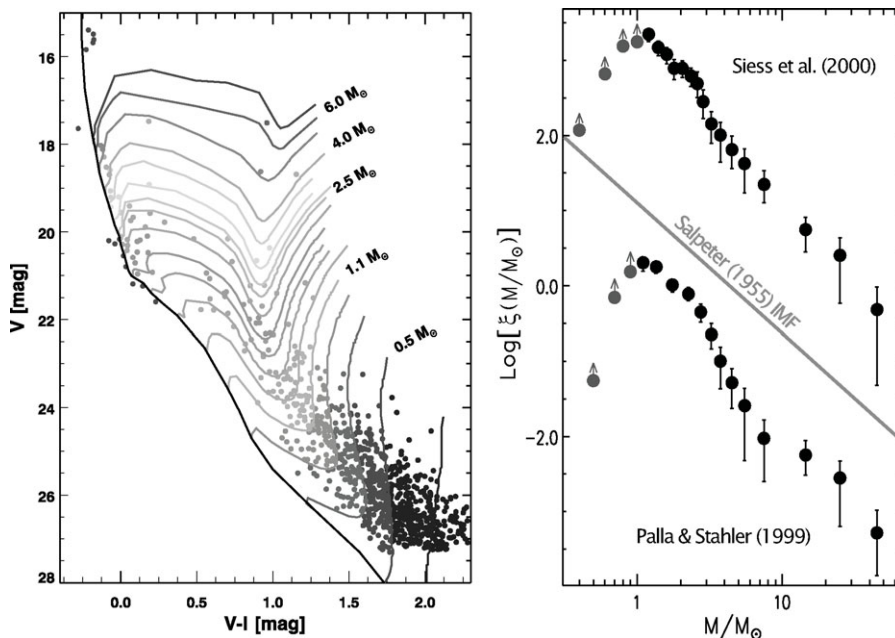 V [mag]
16
18
20
22
24
26
28
6.0 M☉
4.0 M☉
2.5 M☉
1.1 M☉
0.5 M☉
0.0
0.5
1.0
1.5
2.0
V-I [mag]
Log[ξ(M/M☉)]
2.0
0.0
−2.0
Siess et al. (2000)
Salpeter (1955) IMF
Palla & Stahler (1999)
1
10
M/M☉